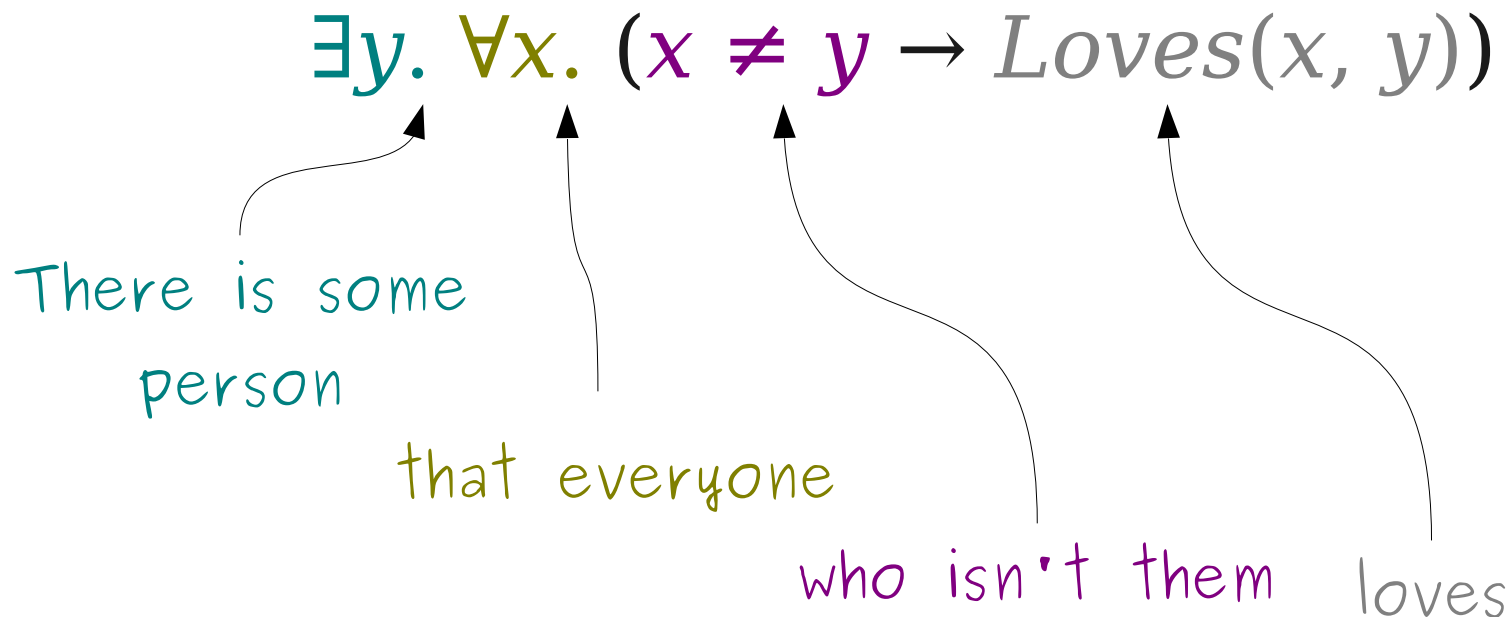 ∃y. ∀x. (x ≠ y → Loves(x, y))
There is some
person
that everyone
who isn't them
loves